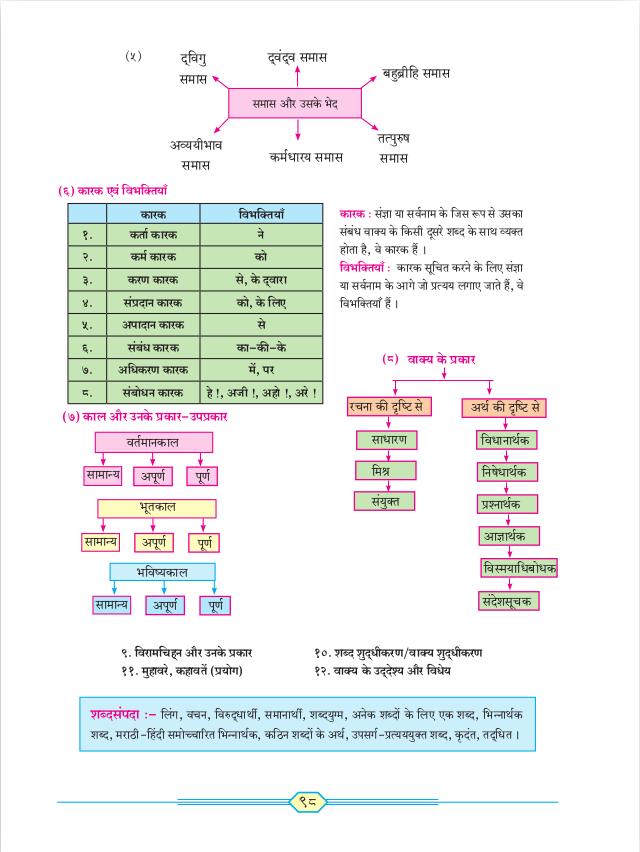 (५)
द्‌विगु
समास
द्‌वंद्‌व समास
बहुब्रीहि समास
समास और उसके भेद
अव्ययीभाव
समास
कर्मधारय समास
तत्पुरुष
समास
(६) कारक एवं विभक्तियाँ
कारक विभक्तियाँ
१. कर्ता कारक ने
२. कर्म कारक को
३. करण कारक से, के द्‌वारा
४. संप्रदान कारक को, के लिए
५. अपादान कारक से
६. संबंध कारक का-की-के
७. अधिकरण कारक में, पर
८. संबोधन कारक हे !, अजी !, अहो !, अरे !
कारक : संज्ञा या सर्वनाम के जिस रूप से उसका
संबंध वाक्य के किसी दूसरे शब्द के साथ व्यक्त
होता है, वे कारक हैं ।
विभक्तियाँ : कारक सूचित करने के लिए संज्ञा
या सर्वनाम के आगे जो प्रत्यय लगाए जाते हैं, वे
विभक्तियाँ हैं ।
(७) काल और उनके प्रकार-उपप्रकार
वर्तमानकाल
सामान्य अपूर्ण पूर्ण
भूतकाल
सामान्य अपूर्ण पूर्ण
भविष्यकाल
सामान्य अपूर्ण पूर्ण
(८) वाक्य के प्रकार
रचना की दृष्टि से
साधारण
मिश्र
संयुक्त
अर्थ की दृष्टि से
विधानार्थक
निषेधार्थक
प्रश्नार्थक
आज्ञार्थक
विस्मयाधिबोधक
संदेशसूचक
९. विरामचिह्‌न और उनके प्रकार १०. शब्द शुद्‌धीकरण/वाक्य शुद्‌धीकरण
११. मुहावरे, कहावतें (प्रयोग) १२. वाक्य के उद्‌देश्य और विधेय
शब्दसंपदा :- लिंग, वचन, विरुद्‌धार्थी, समानार्थी, शब्दयुग्म, अनेक शब्दों के लिए एक शब्द, भिन्नार्थक
शब्द, मराठी-हिंदी समोच्चारित भिन्नार्थक, कठिन शब्दों के अर्थ, उपसर्ग-प्रत्यययुक्त शब्द, कृदंत, तद्‌धित ।
९८